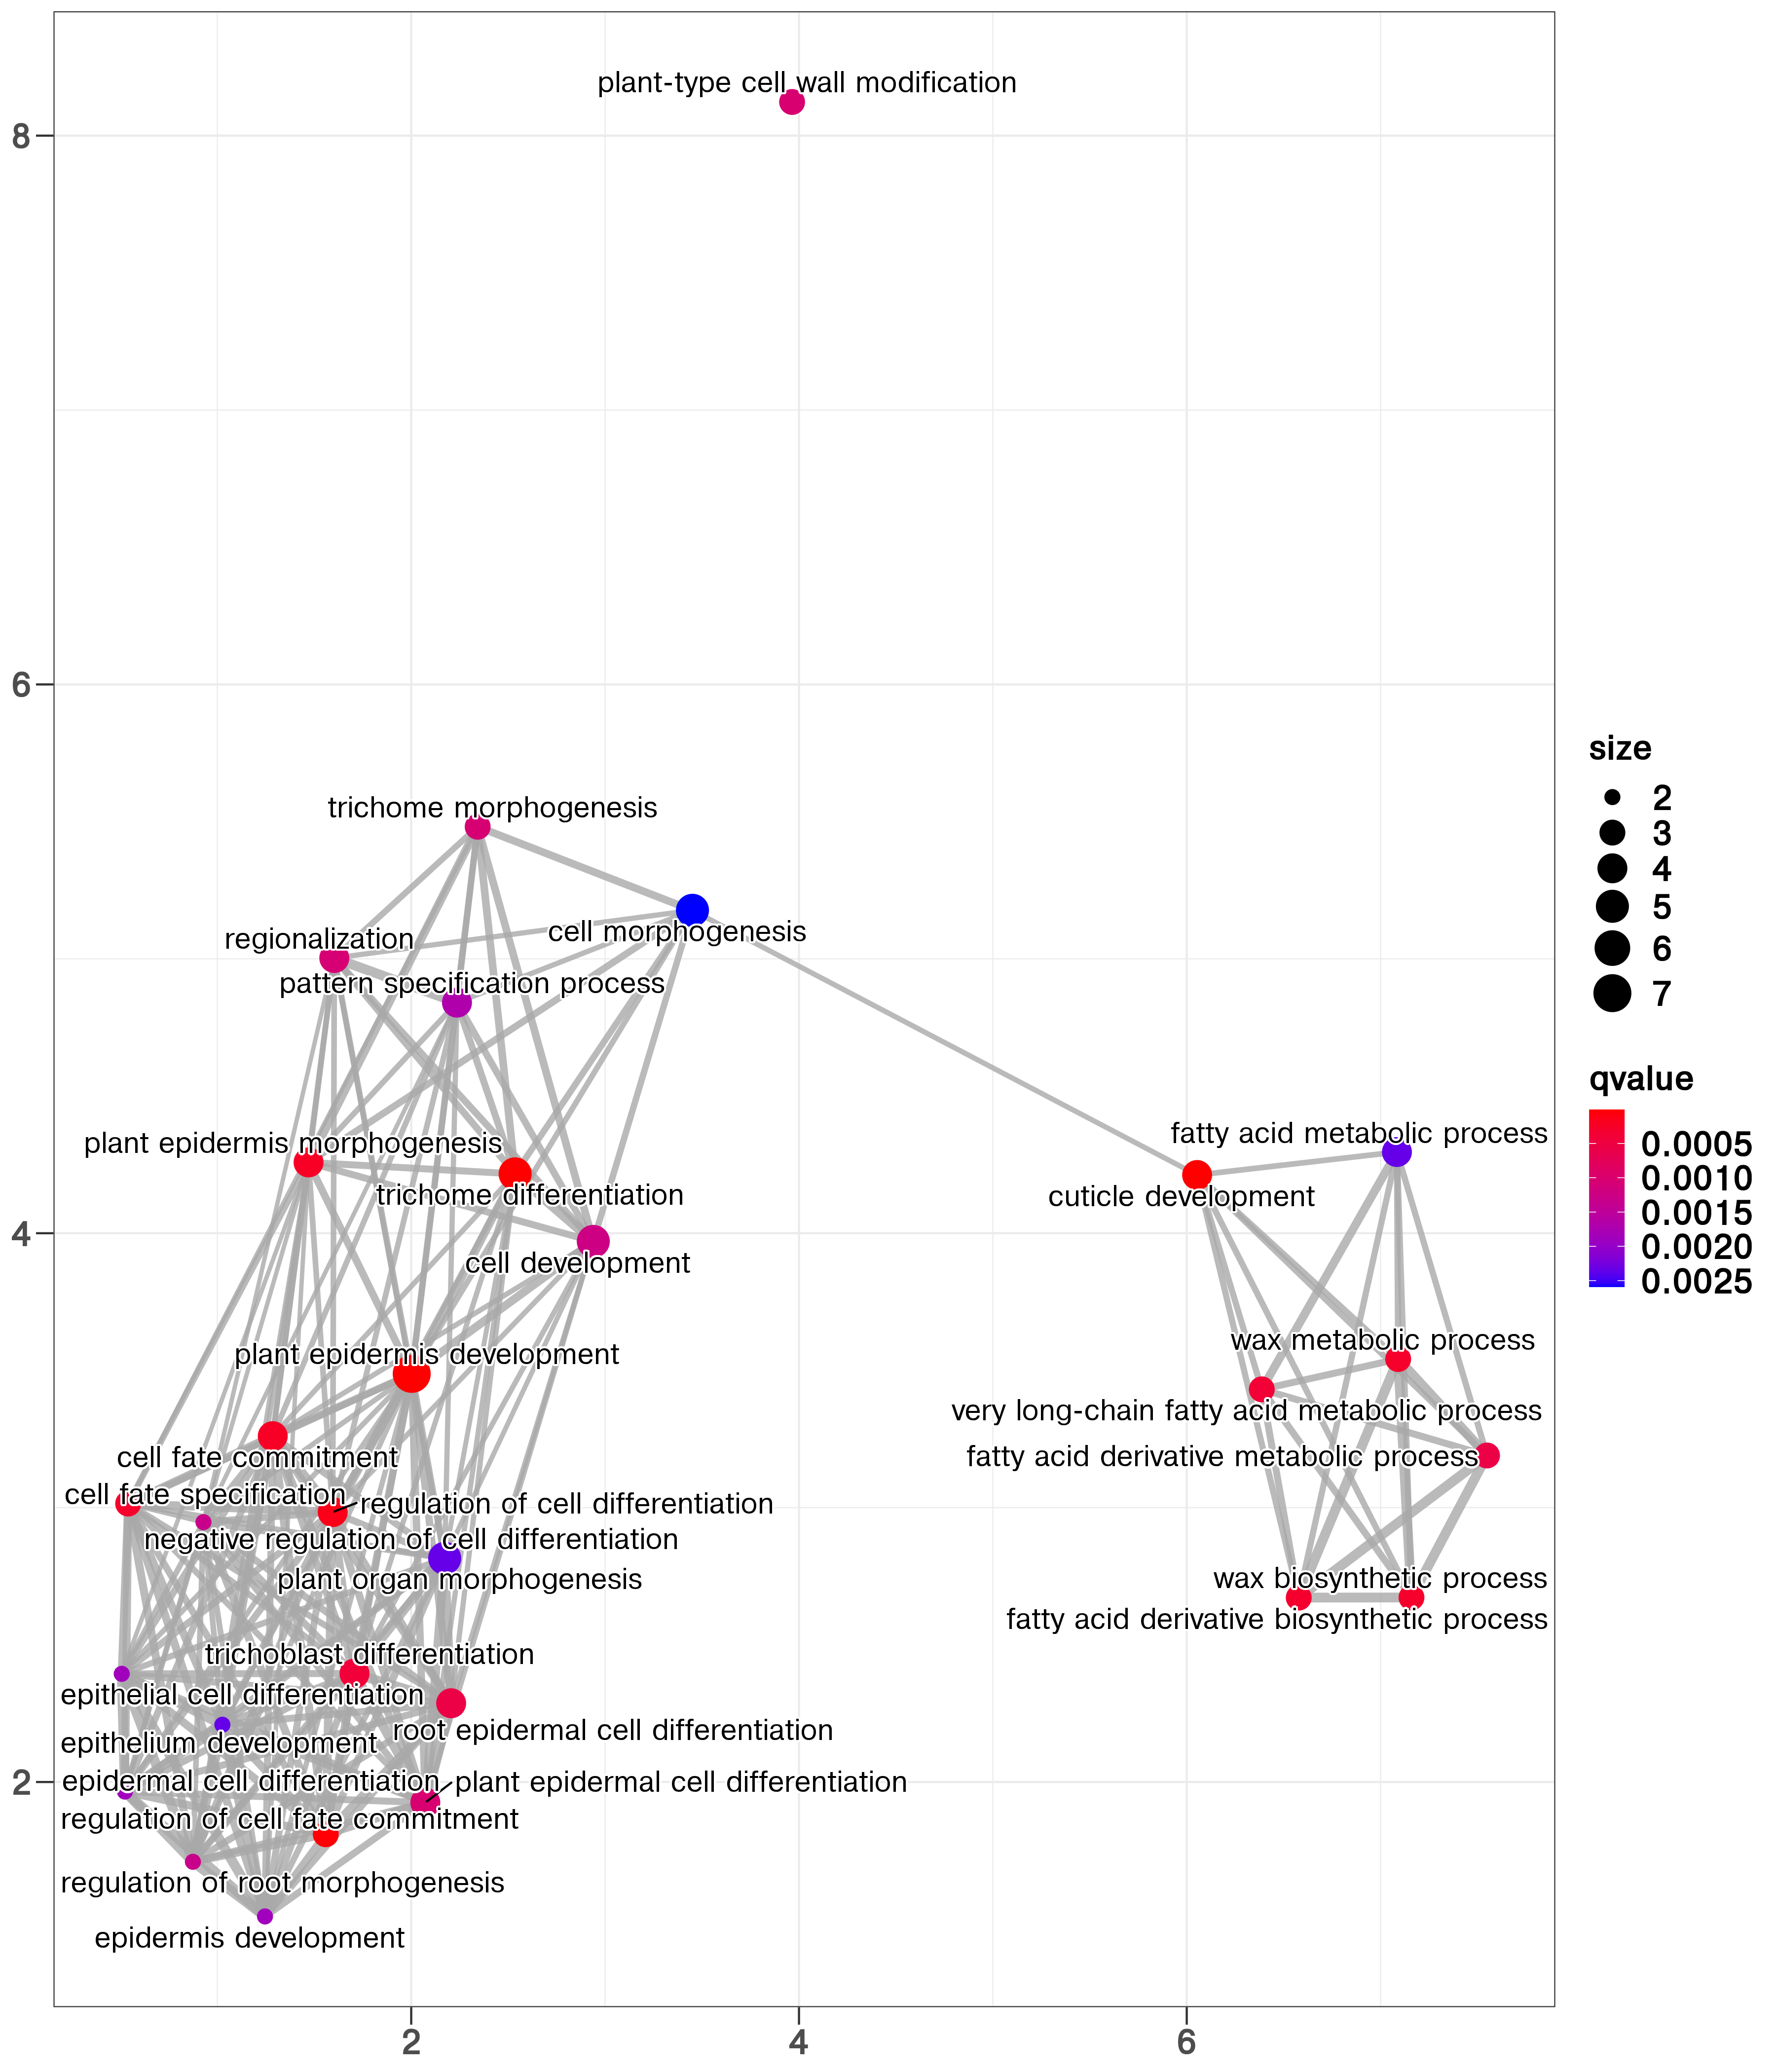 plant-type cell wall modification
8
6
trichome morphogenesis
cell morphogenesis
regionalization
pattern specification process
plant epidermis morphogenesis
fatty acid metabolic process
trichome differentiation
cuticle development
4
cell development
wax metabolic process
plant epidermis development
very long-chain fatty acid metabolic process
cell fate commitment
fatty acid derivative metabolic process
cell fate specification
regulation of cell differentiation
negative regulation of cell differentiation
plant organ morphogenesis
wax biosynthetic process
fatty acid derivative biosynthetic process
trichoblast differentiation
epithelial cell differentiation
root epidermal cell differentiation
epithelium development
2
epidermal cell differentiation
plant epidermal cell differentiation
regulation of cell fate commitment
regulation of root morphogenesis
epidermis development
2
4
6
size
2
3
4
5
6
7
qvalue
0.0005
0.0010
0.0015
0.0020
0.0025